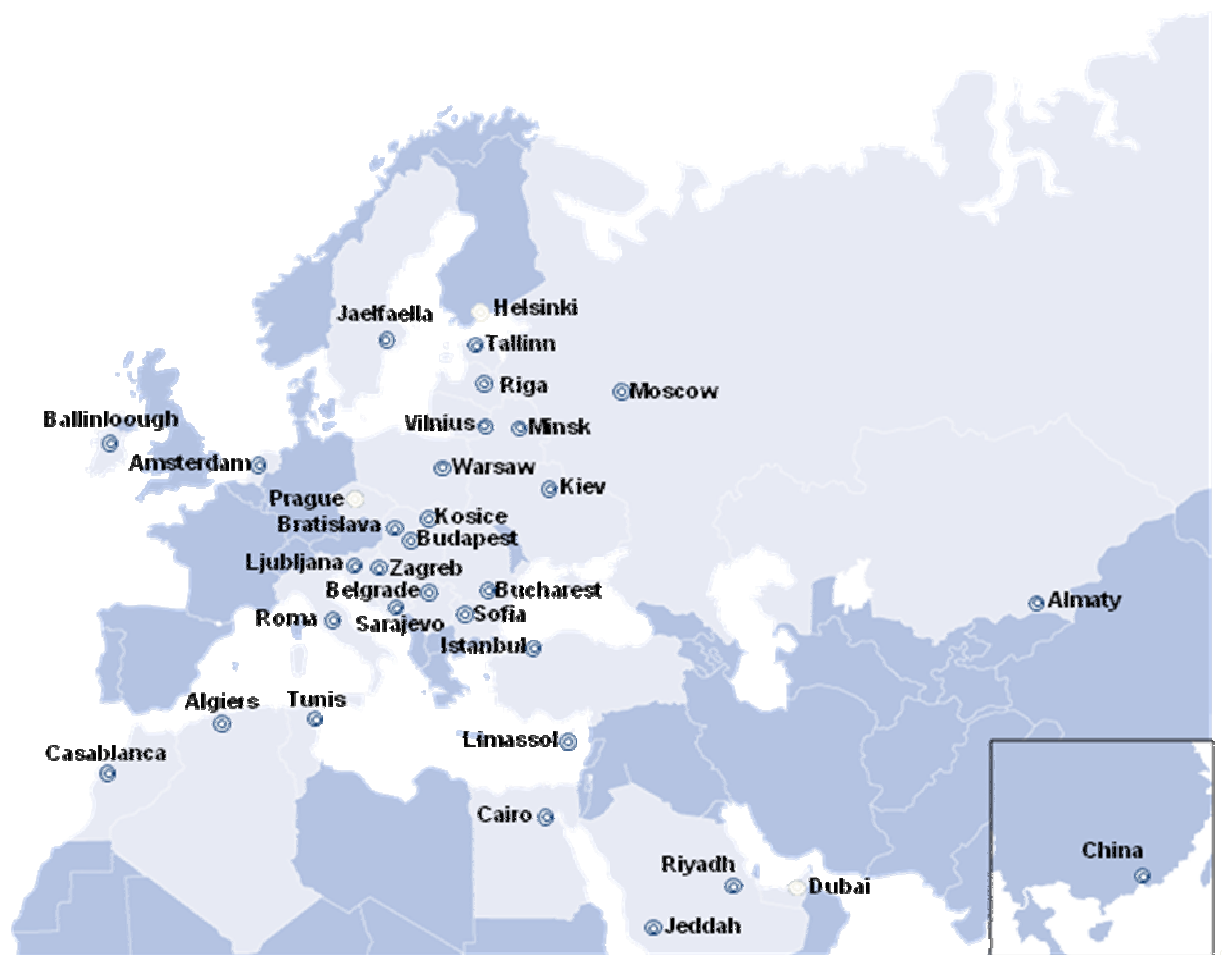 Helsinki
Jaelfaella
Tallinn
Riga
Moscow
Ballinloough
Vilnius
Minsk
Amsterdam
Warsaw
Kiev
Prague
Kosice
Bratislava
Budapest
Ljubljana
Zagreb
Belgrade
Bucharest
Almaty
Roma
Sofia
Sarajevo
Istanbul
Algiers
Tunis
Limassol
Casablanca
Cairo
China
Riyadh
Dubai
Jeddah